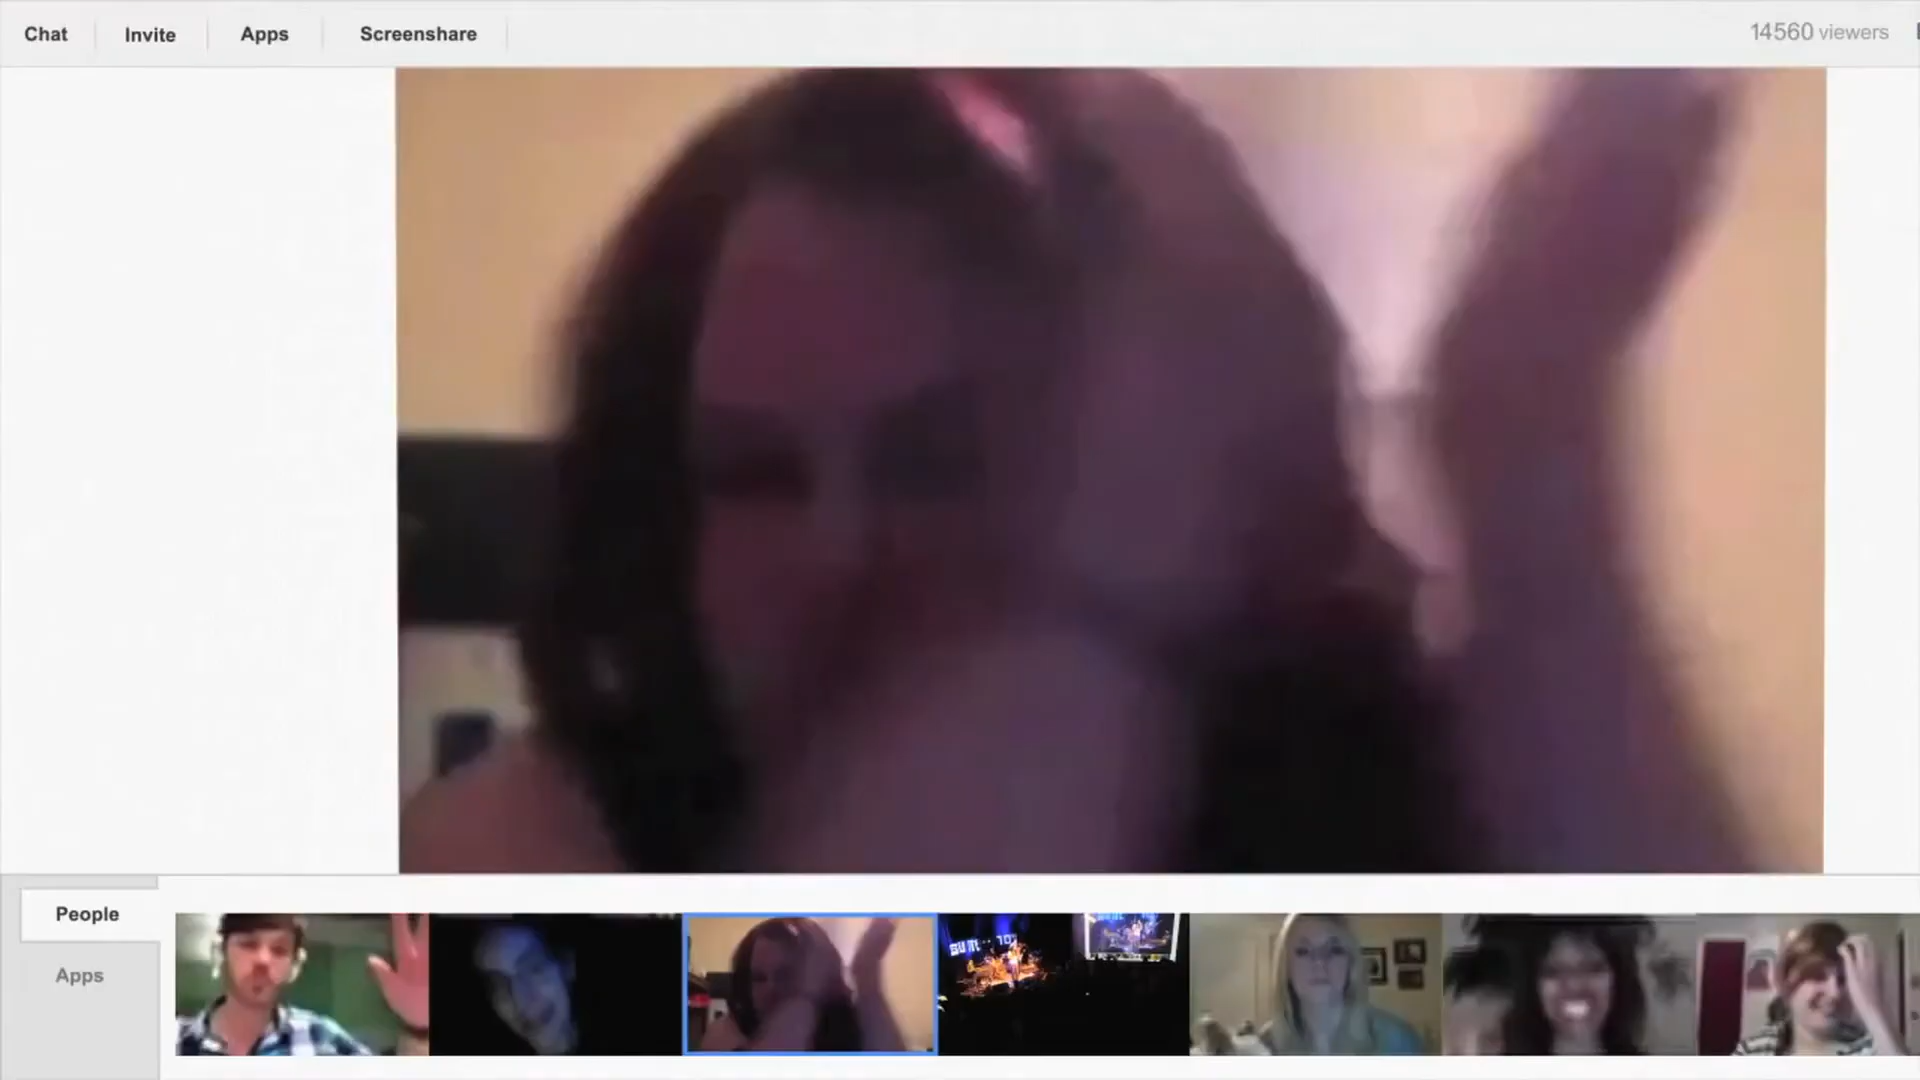 Chat
Invite
Apps
Screenshare
14560 viewers
People
Apps